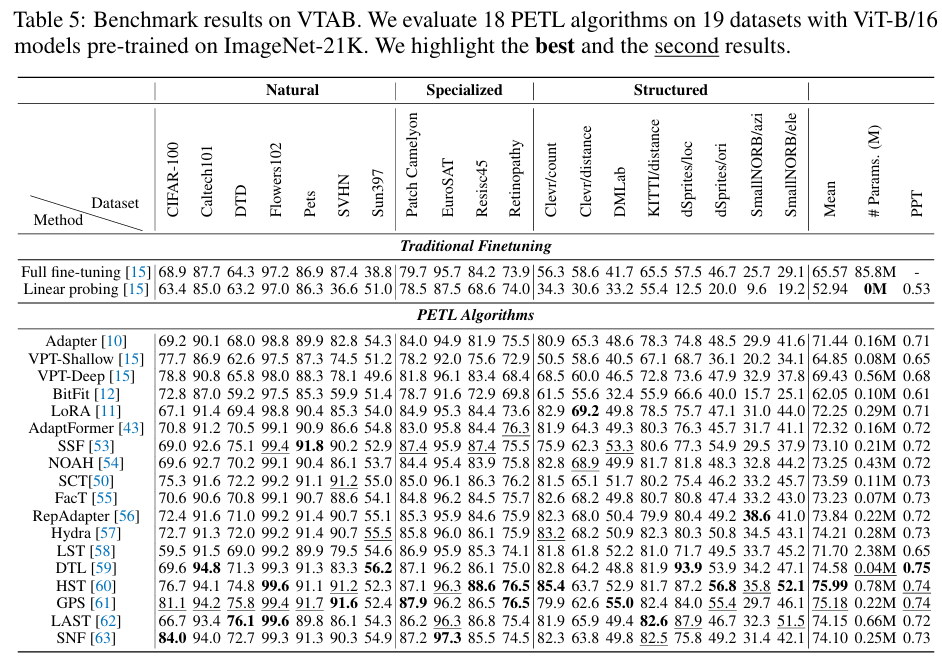 Table 5: Benchmark results on VTAB. We evaluate 18 PETL algorithms on 19 datasets with ViT-B/16
models pre-trained on ImageNet-21K. We highlight the best and the second results.
Natural Specialized Structured
Dataset Method CIFAR-100 Caltech101 DTD Flowers102 Pets SVHN Sun397 Patch Camelyon EuroSAT Resisc45 Retinopathy Clevr/count Clevr/distance DMLab KITTI/distance dSprites/loc dSprites/ori SmallNORB/azi SmallNORB/ele Mean # Params. (M) PPT
Traditional Finetuning
Full fine-tuning [15] 68.9 87.7 64.3 97.2 86.9 87.4 38.8 79.7 95.7 84.2 73.9 56.3 58.6 41.7 65.5 57.5 46.7 25.7 29.1 65.57 85.8M -
Linear probing [15] 63.4 85.0 63.2 97.0 86.3 36.6 51.0 78.5 87.5 68.6 74.0 34.3 30.6 33.2 55.4 12.5 20.0 9.6 19.2 52.94 0M 0.53
PETL Algorithms
Adapter [10] 69.2 90.1 68.0 98.8 89.9 82.8 54.3 84.0 94.9 81.9 75.5 80.9 65.3 48.6 78.3 74.8 48.5 29.9 41.6 71.44 0.16M 0.71
VPT-Shallow [15] 77.7 86.9 62.6 97.5 87.3 74.5 51.2 78.2 92.0 75.6 72.9 50.5 58.6 40.5 67.1 68.7 36.1 20.2 34.1 64.85 0.08M 0.65
VPT-Deep [15] 78.8 90.8 65.8 98.0 88.3 78.1 49.6 81.8 96.1 83.4 68.4 68.5 60.0 46.5 72.8 73.6 47.9 32.9 37.8 69.43 0.56M 0.68
BitFit [12] 72.8 87.0 59.2 97.5 85.3 59.9 51.4 78.7 91.6 72.9 69.8 61.5 55.6 32.4 55.9 66.6 40.0 15.7 25.1 62.05 0.10M 0.61
LoRA [11] 67.1 91.4 69.4 98.8 90.4 85.3 54.0 84.9 95.3 84.4 73.6 82.9 69.2 49.8 78.5 75.7 47.1 31.0 44.0 72.25 0.29M 0.71
AdaptFormer [43] 70.8 91.2 70.5 99.1 90.9 86.6 54.8 83.0 95.8 84.4 76.3 81.9 64.3 49.3 80.3 76.3 45.7 31.7 41.1 72.32 0.16M 0.72
SSF [53] 69.0 92.6 75.1 99.4 91.8 90.2 52.9 87.4 95.9 87.4 75.5 75.9 62.3 53.3 80.6 77.3 54.9 29.5 37.9 73.10 0.21M 0.72
NOAH [54] 69.6 92.7 70.2 99.1 90.4 86.1 53.7 84.4 95.4 83.9 75.8 82.8 68.9 49.9 81.7 81.8 48.3 32.8 44.2 73.25 0.43M 0.72
SCT[50] 75.3 91.6 72.2 99.2 91.1 91.2 55.0 85.0 96.1 86.3 76.2 81.5 65.1 51.7 80.2 75.4 46.2 33.2 45.7 73.59 0.11M 0.73
FacT [55] 70.6 90.6 70.8 99.1 90.7 88.6 54.1 84.8 96.2 84.5 75.7 82.6 68.2 49.8 80.7 80.8 47.4 33.2 43.0 73.23 0.07M 0.73
RepAdapter [56] 72.4 91.6 71.0 99.2 91.4 90.7 55.1 85.3 95.9 84.6 75.9 82.3 68.0 50.4 79.9 80.4 49.2 38.6 41.0 73.84 0.22M 0.72
Hydra [57] 72.7 91.3 72.0 99.2 91.4 90.7 55.5 85.8 96.0 86.1 75.9 83.2 68.2 50.9 82.3 80.3 50.8 34.5 43.1 74.21 0.28M 0.73
LST [58] 59.5 91.5 69.0 99.2 89.9 79.5 54.6 86.9 95.9 85.3 74.1 81.8 61.8 52.2 81.0 71.7 49.5 33.7 45.2 71.70 2.38M 0.65
DTL [59] 69.6 94.8 71.3 99.3 91.3 83.3 56.2 87.1 96.2 86.1 75.0 82.8 64.2 48.8 81.9 93.9 53.9 34.2 47.1 74.58 0.04M 0.75
HST [60] 76.7 94.1 74.8 99.6 91.1 91.2 52.3 87.1 96.3 88.6 76.5 85.4 63.7 52.9 81.7 87.2 56.8 35.8 52.1 75.99 0.78M 0.74
GPS [61] 81.1 94.2 75.8 99.4 91.7 91.6 52.4 87.9 96.2 86.5 76.5 79.9 62.6 55.0 82.4 84.0 55.4 29.7 46.1 75.18 0.22M 0.74
LAST [62] 66.7 93.4 76.1 99.6 89.8 86.1 54.3 86.2 96.3 86.8 75.4 81.9 65.9 49.4 82.6 87.9 46.7 32.3 51.5 74.15 0.66M 0.72
SNF [63] 84.0 94.0 72.7 99.3 91.3 90.3 54.9 87.2 97.3 85.5 74.5 82.3 63.8 49.8 82.5 75.8 49.2 31.4 42.1 74.10 0.25M 0.73